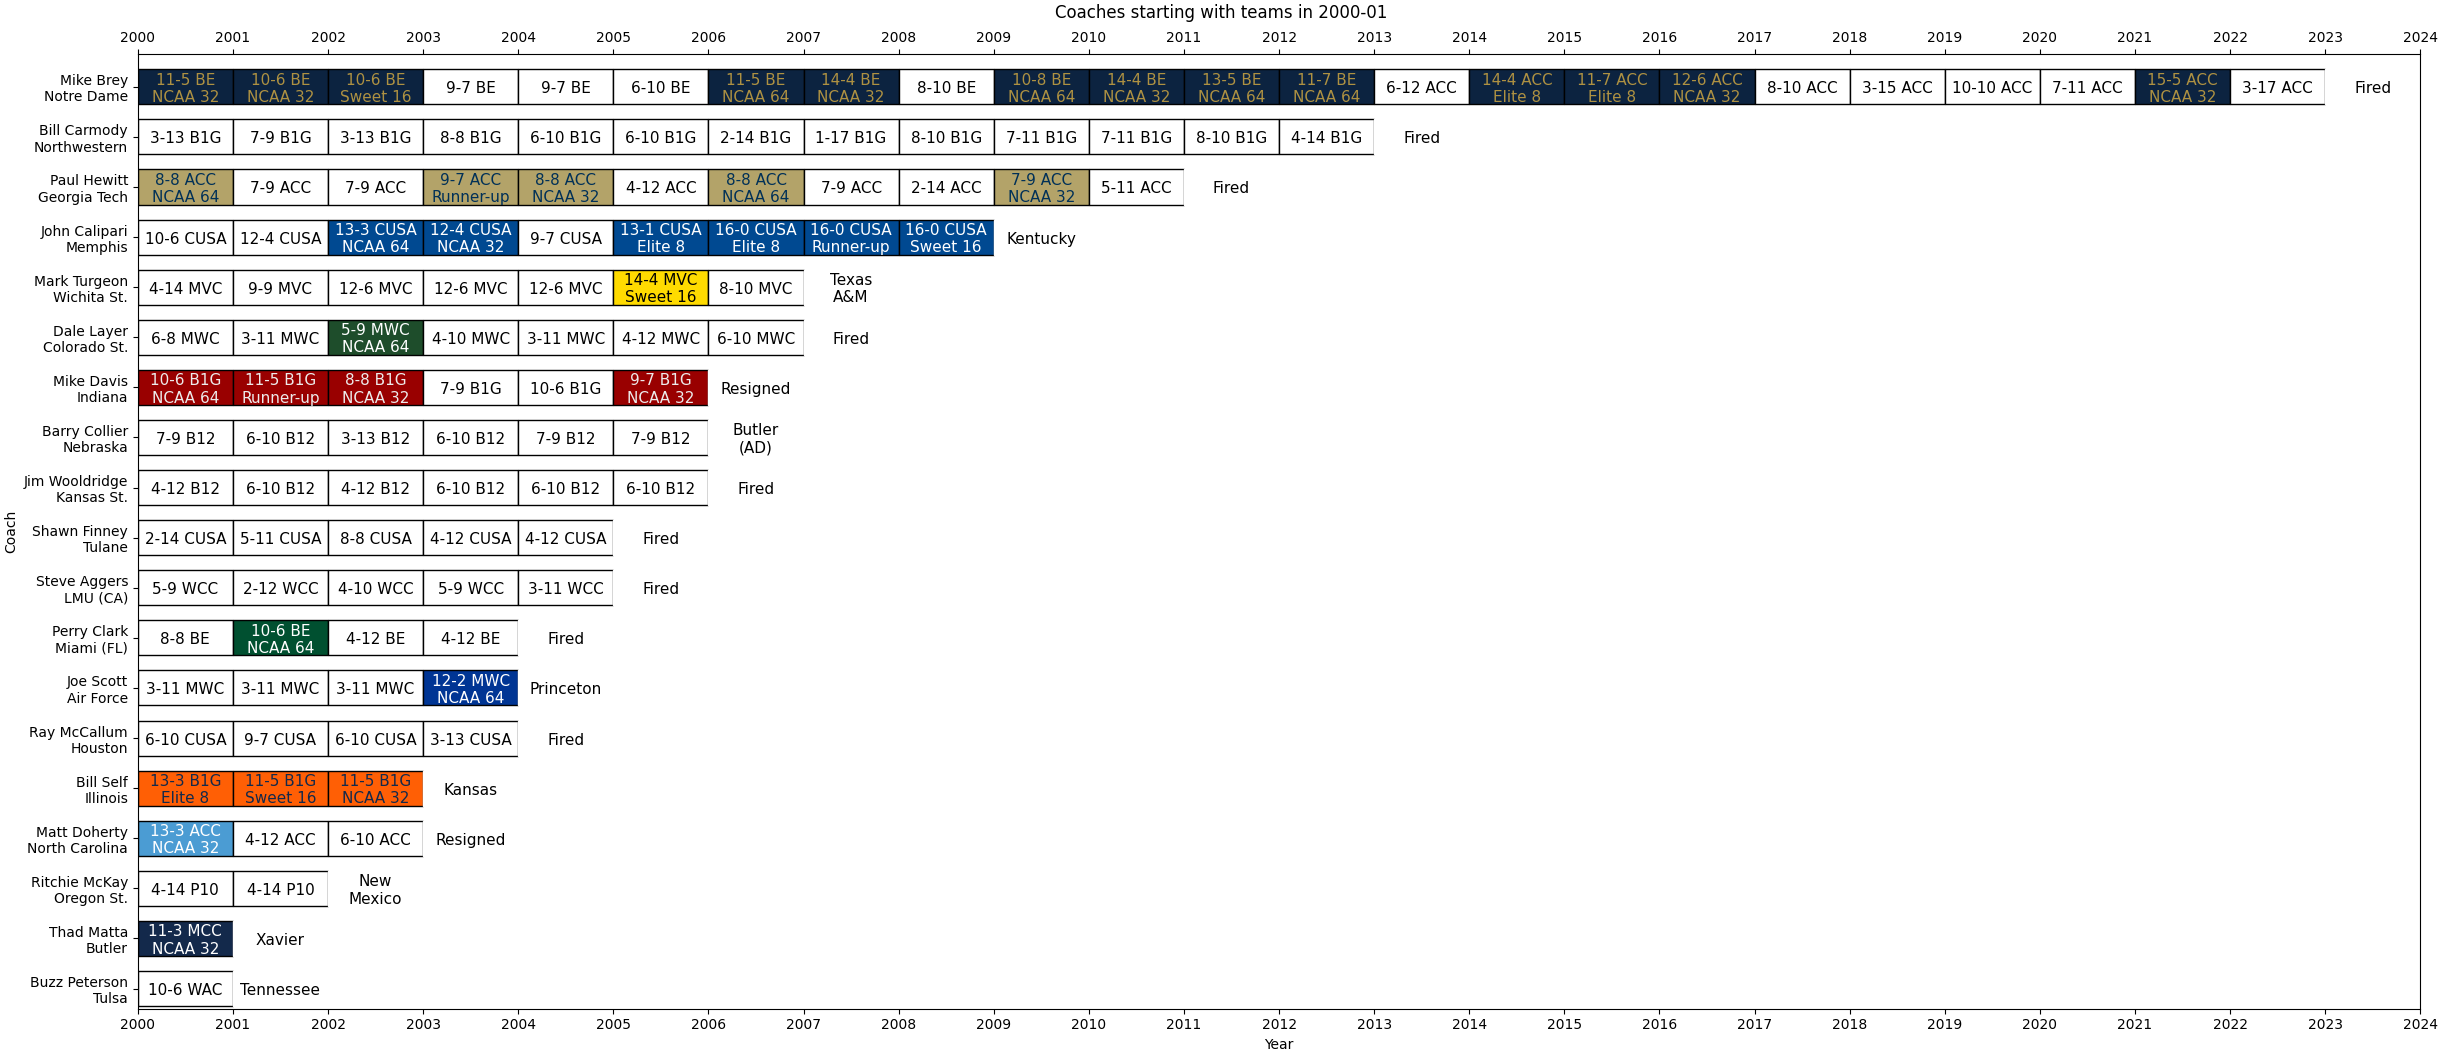 Coaches starting with teams in 2000-01
2000 2001 2002 2003 2004 2005 2006 2007 2008 2009 2010 2011 2012 2013 2014 2015 2016 2017 2018 2019 2020 2021 2022 2023 2024
Mike Brey 11-5 BE 10-6 BE 10-6 BE 9-7 BE 9-7 BE 6-10 BE 11-5 BE 14-4 BE 8-10 BE 10-8 BE 14-4 BE 13-5 BE 11-7 BE 6-12 ACC 14-4 ACC 11-7 ACC 12-6 ACC 8-10 ACC 3-15 ACC 10-10 ACC 7-11 ACC 15-5 ACC 3-17 ACC Fired
Notre Dame NCAA 32 NCAA 32 Sweet 16 NCAA 64 NCAA 32 NCAA 64 NCAA 32 NCAA 64 NCAA 64 Elite 8 Elite 8 NCAA 32 NCAA 32
Bill Carmody 3-13 B1G 7-9 B1G 3-13 B1G 8-8 B1G 6-10 B1G 6-10 B1G 2-14 B1G 1-17 B1G 8-10 B1G 7-11 B1G 7-11 B1G 8-10 B1G 4-14 B1G Fired
Northwestern
Paul Hewitt 8-8 ACC 7-9 ACC 7-9 ACC 9-7 ACC 8-8 ACC 4-12 ACC 8-8 ACC 7-9 ACC 2-14 ACC 7-9 ACC 5-11 ACC Fired
Georgia Tech NCAA 64 Runner-up NCAA 32 NCAA 64 NCAA 32
John Calipari 10-6 CUSA 12-4 CUSA 13-3 CUSA 12-4 CUSA 9-7 CUSA 13-1 CUSA 16-0 CUSA 16-0 CUSA 16-0 CUSA Kentucky
Memphis NCAA 64 NCAA 32 Elite 8 Elite 8 Runner-up Sweet 16
Mark Turgeon 4-14 MVC 9-9 MVC 12-6 MVC 12-6 MVC 12-6 MVC 14-4 MVC 8-10 MVC Texas
Wichita St. Sweet 16 A&M
Dale Layer 6-8 MWC 3-11 MWC 5-9 MWC 4-10 MWC 3-11 MWC 4-12 MWC 6-10 MWC Fired
Colorado St. NCAA 64
Mike Davis 10-6 B1G 11-5 B1G 8-8 B1G 7-9 B1G 10-6 B1G 9-7 B1G Resigned
Indiana NCAA 64 Runner-up NCAA 32 NCAA 32
Barry Collier 7-9 B12 6-10 B12 3-13 B12 6-10 B12 7-9 B12 7-9 B12 Butler
Nebraska (AD)
Jim Wooldridge 4-12 B12 6-10 B12 4-12 B12 6-10 B12 6-10 B12 6-10 B12 Fired
Kansas St.
Coach
Shawn Finney 2-14 CUSA 5-11 CUSA 8-8 CUSA 4-12 CUSA 4-12 CUSA Fired
Tulane
Steve Aggers 5-9 WCC 2-12 WCC 4-10 WCC 5-9 WCC 3-11 WCC Fired
LMU (CA)
Perry Clark 8-8 BE 10-6 BE 4-12 BE 4-12 BE Fired
Miami (FL) NCAA 64
Joe Scott 3-11 MWC 3-11 MWC 3-11 MWC 12-2 MWC Princeton
Air Force NCAA 64
Ray McCallum 6-10 CUSA 9-7 CUSA 6-10 CUSA 3-13 CUSA Fired
Houston
Bill Self 13-3 B1G 11-5 B1G 11-5 B1G Kansas
Illinois Elite 8 Sweet 16 NCAA 32
Matt Doherty 13-3 ACC 4-12 ACC 6-10 ACC Resigned
North Carolina NCAA 32
Ritchie McKay 4-14 P10 4-14 P10 New
Oregon St. Mexico
Thad Matta 11-3 MCC Xavier
Butler NCAA 32
Buzz Peterson 10-6 WAC Tennessee
Tulsa
2000 2001 2002 2003 2004 2005 2006 2007 2008 2009 2010 2011 2012 2013 2014 2015 2016 2017 2018 2019 2020 2021 2022 2023 2024
Year